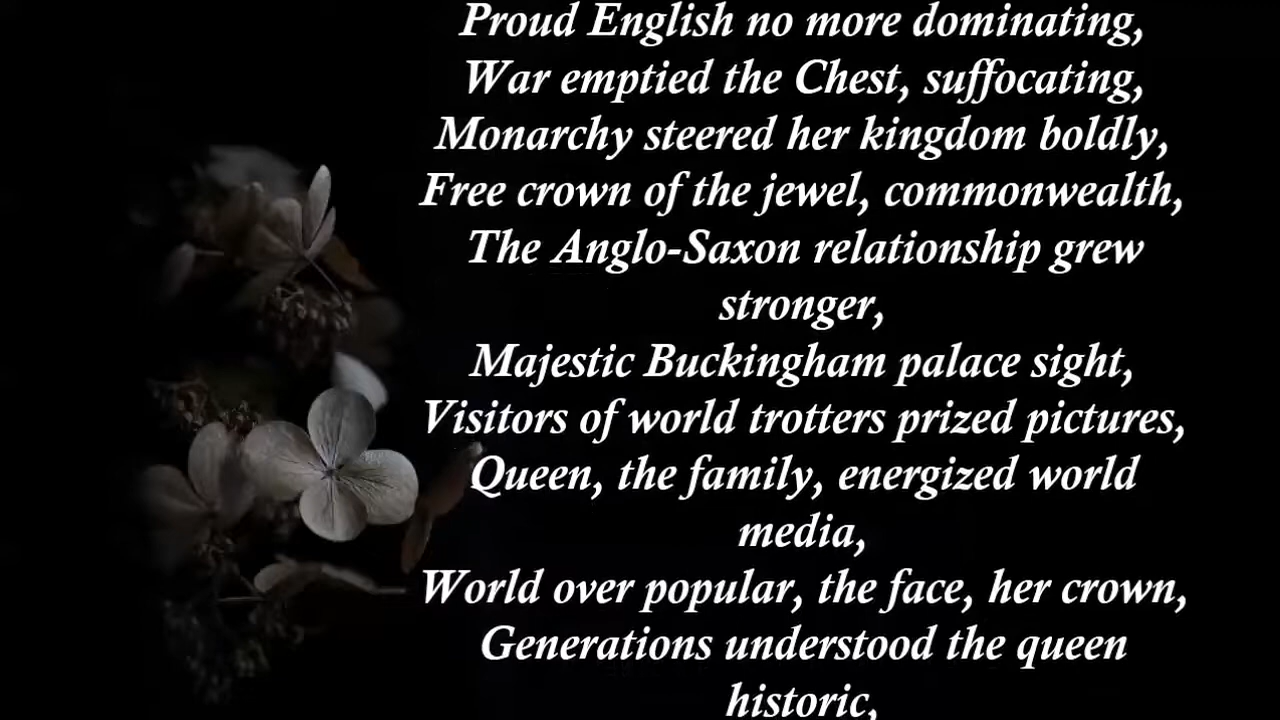 Proud English no more dominating,
War emptied the Chest, suffocating,
Monarchy steered her kingdom boldly,
Free crown of the jewel, commonwealth,
The Anglo-Saxon relationship grew
stronger,
Majestic Buckingham palace sight,
Visitors of world trotters prized pictures,
Queen, the family, energized world
media,
World over popular, the face, her crown,
Generations understood the queen
historic,